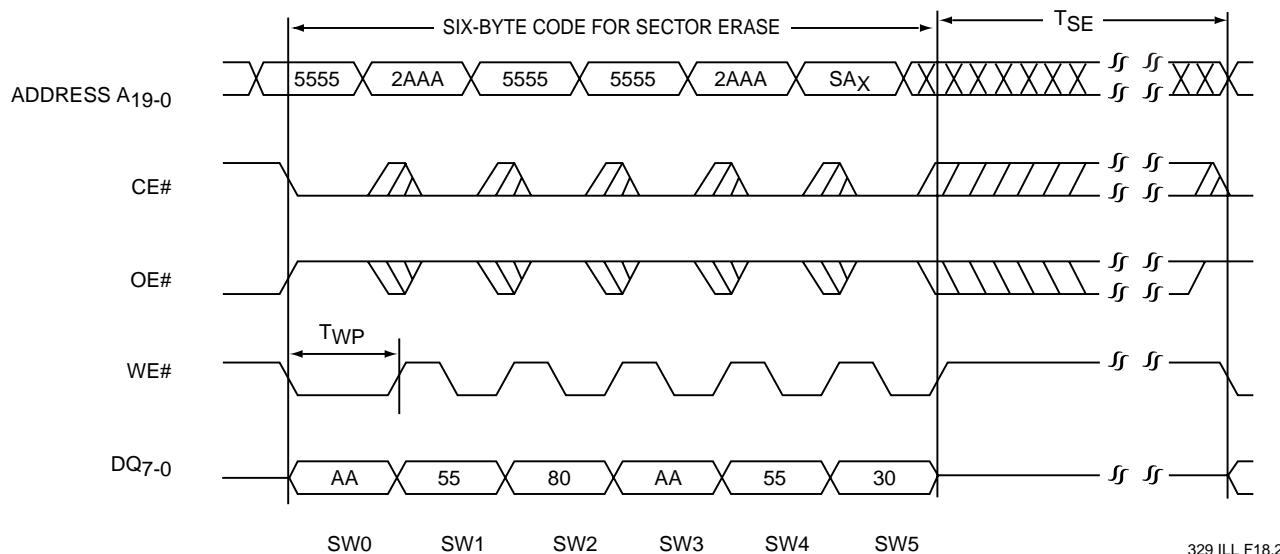 SIX-BYTE CODE FOR SECTOR ERASE
TSE
ADDRESS A19-0
5555 2AAA 5555 5555 2AAA SAX
CE#
OE#
TWP
WE#
DQ7-0
AA 55 80 AA 55 30
SW0 SW1 SW2 SW3 SW4 SW5
329 ILL F18.2